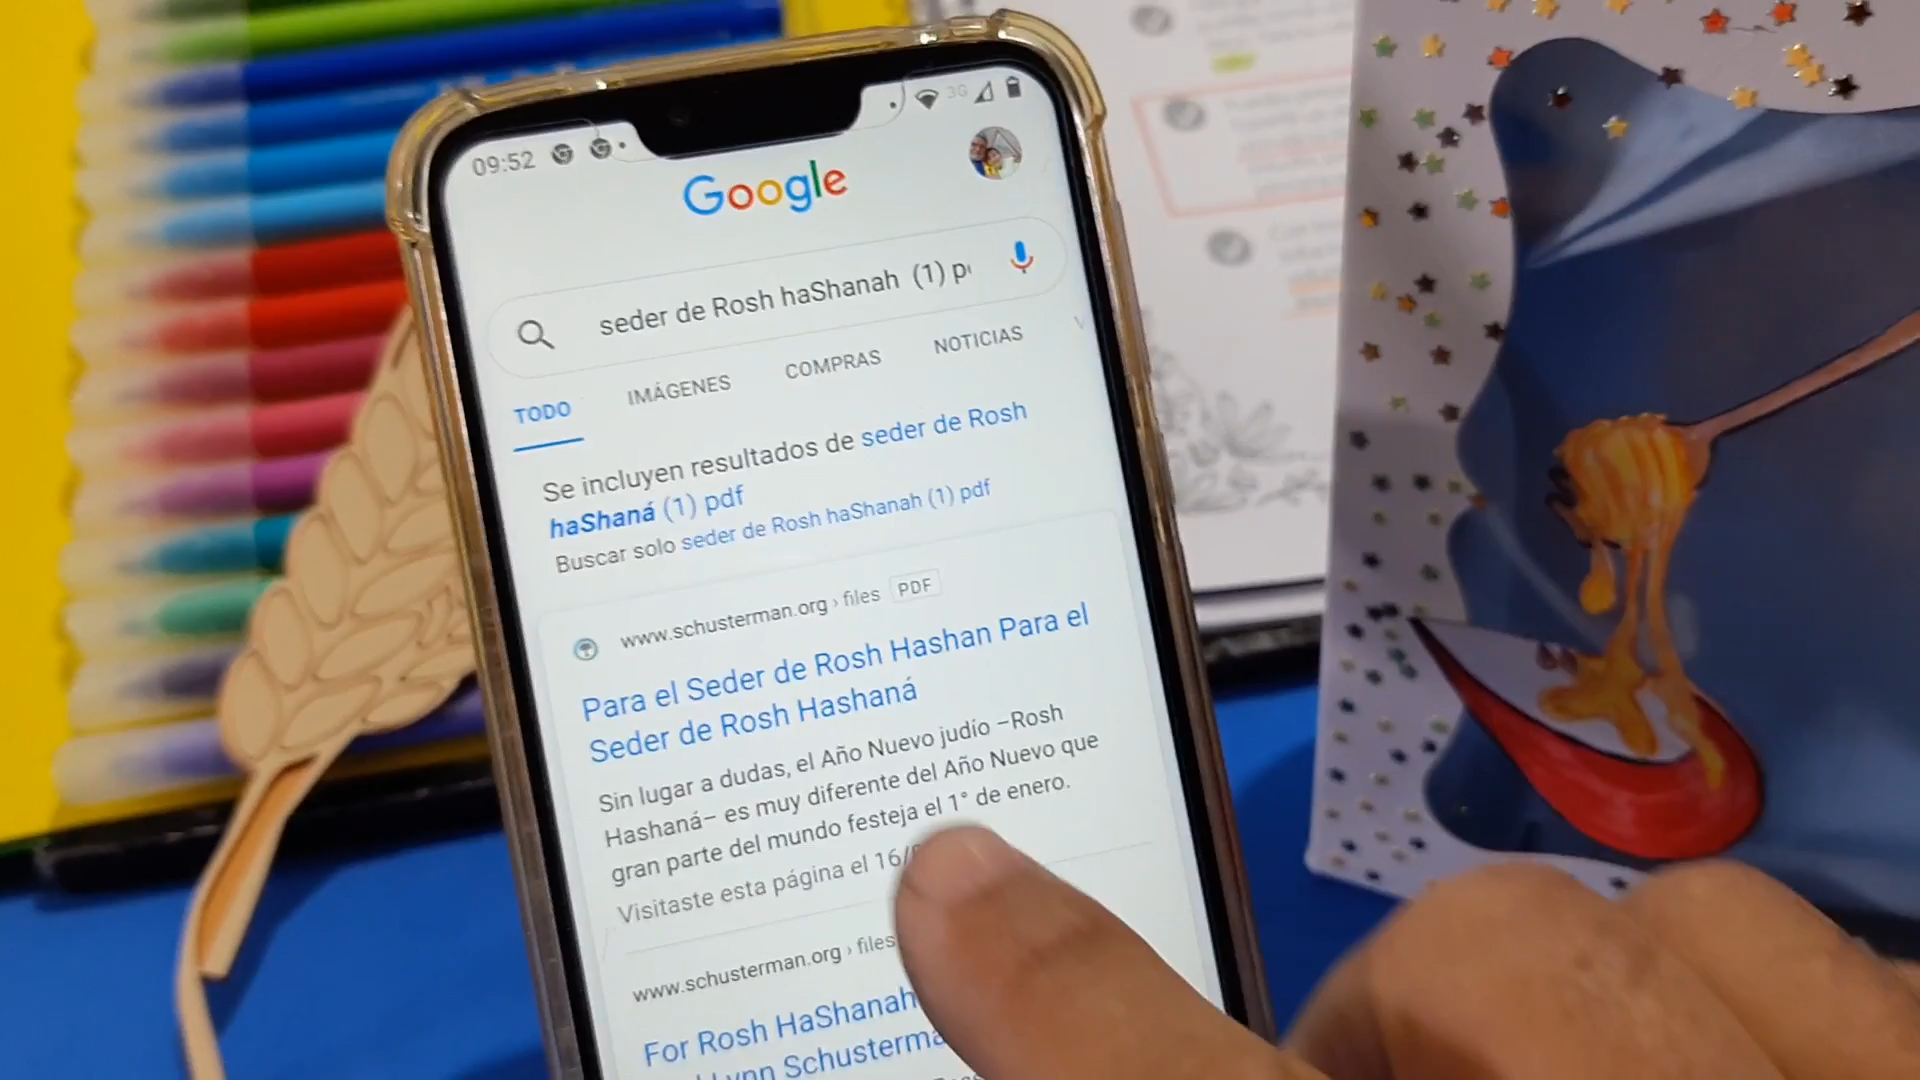 09:52
3G
Google
seder de Rosh haShanah (1)
TODO IMÁGENES COMPRAS NOTICIAS
Se incluyen resultados de seder de Rosh
haShaná (1) pdf
Buscar solo seder de Rosh haShanah (1) pdf
www.schusterman.org › files PDF
Para el Seder de Rosh Hashan Para el
Seder de Rosh Hashaná
Sin lugar a dudas, el Año Nuevo judío –Rosh
Hashaná– es muy diferente del Año Nuevo que
gran parte del mundo festeja el 1° de enero.
Visitaste esta página el 16/
www.schusterman.org › files
For Rosh HaShanah
Lynn